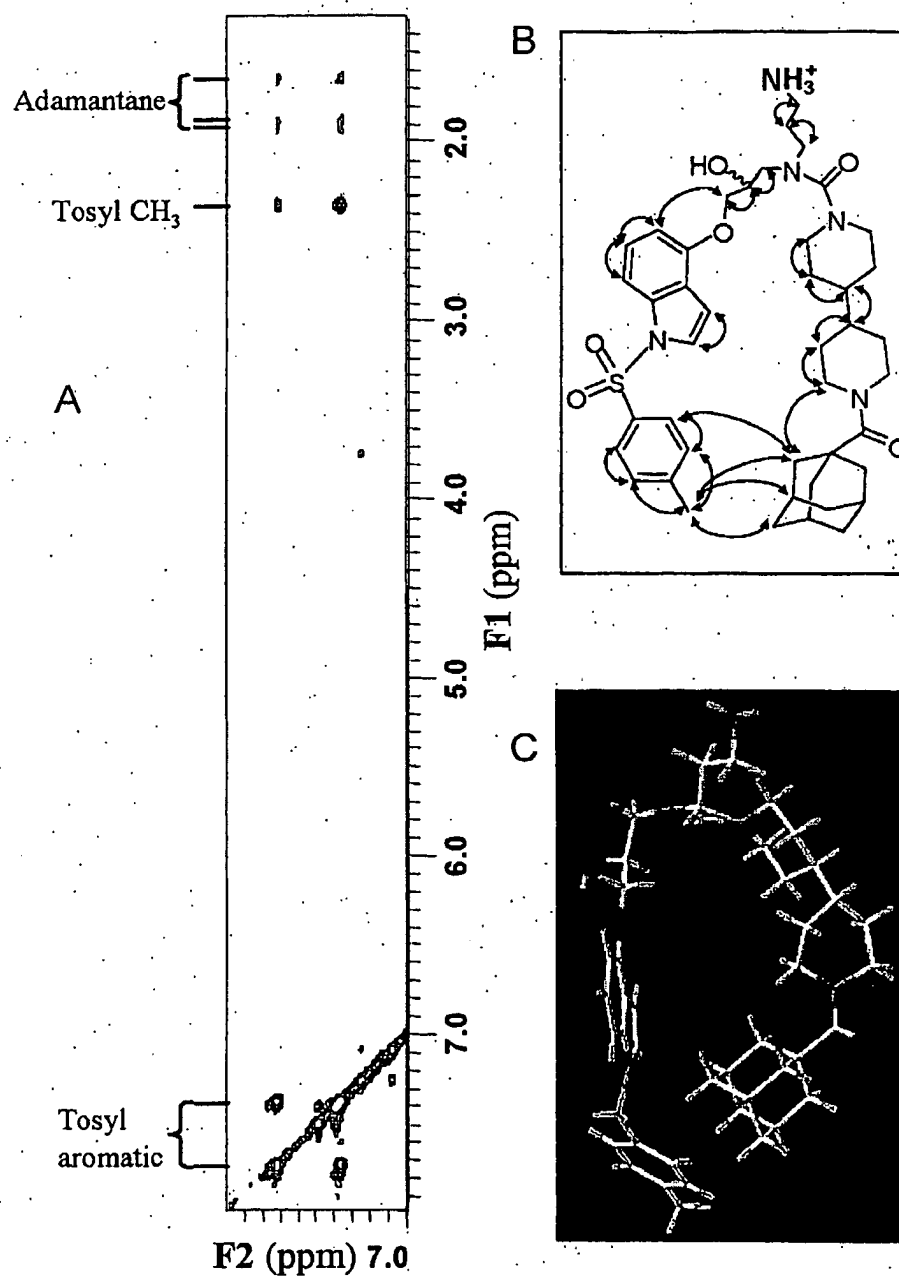 A
Adamantane
Tosyl CH3
Tosyl
aromatic
2.0
3.0
4.0
5.0
6.0
7.0
F1 (ppm)
F2 (ppm) 7.0
B
NH3+
HO
N
O
O
N
N
O
S
O
N
O
C